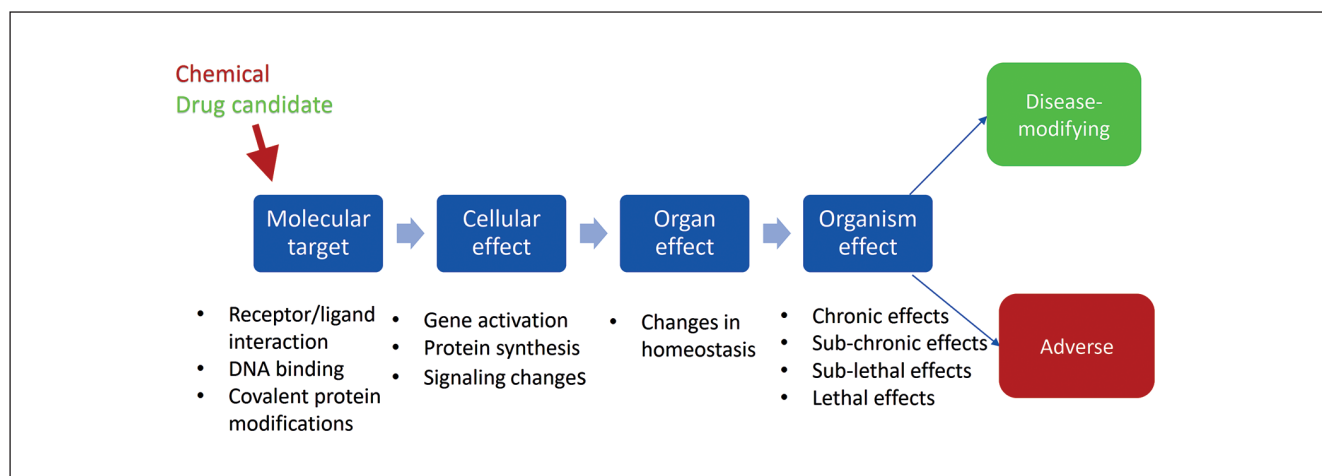 Chemical
Drug candidate
Disease-
modifying
Molecular
target
Cellular
effect
Organ
effect
Organism
effect
• Receptor/ligand
interaction
• DNA binding
• Covalent protein
modifications
• Gene activation
• Protein synthesis
• Signaling changes
• Changes in
homeostasis
• Chronic effects
• Sub-chronic effects
• Sub-lethal effects
• Lethal effects
Adverse